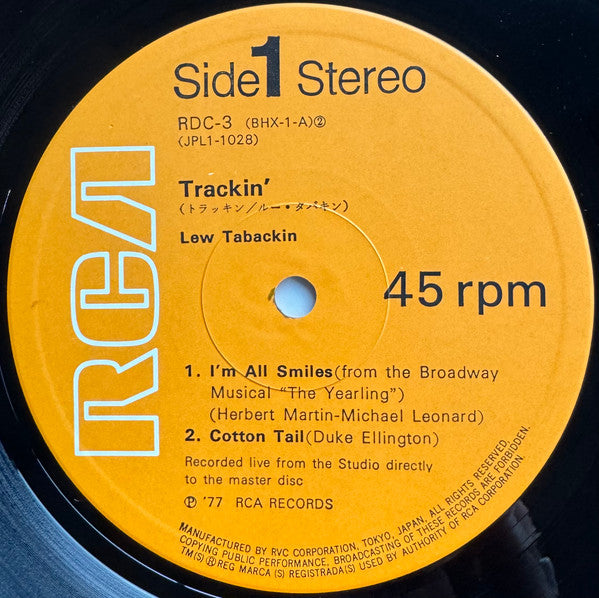 Side 1 Stereo
RDC-3 (BHX-1-A)②
(JPL1-1028)
RCA
Trackin'
(トラッキン/ルー・タバキン)
Lew Tabackin
45 rpm
1. I'm All Smiles(from the Broadway
Musical "The Yearling")
(Herbert Martin-Michael Leonard)
2. Cotton Tail(Duke Ellington)
Recorded live from the Studio directly
to the master disc
Ⓟ '77 RCA RECORDS
MANUFACTURED BY RVC CORPORATION, TOKYO, JAPAN, ALL RIGHTS RESERVED,
COPYING PUBLIC PERFORMANCE, BROADCASTING OF THESE RECORDS ARE FORBIDDEN.
TM(S)®REG MARCA(S) REGISTRADA(S) USED BY AUTHORITY OF RCA CORPORATION.